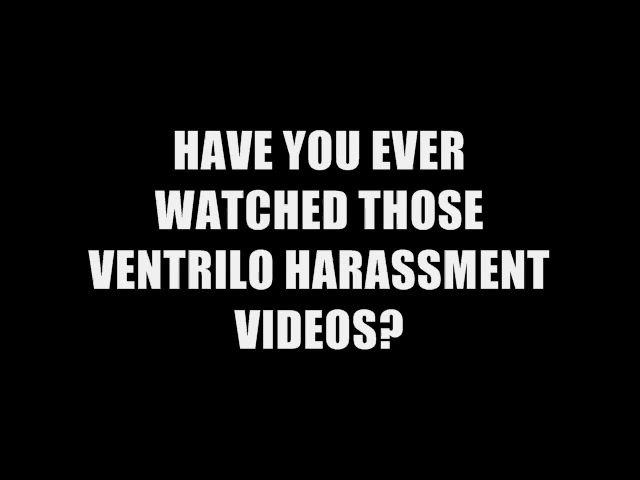 HAVE YOU EVER
WATCHED THOSE
VENTRILO HARASSMENT
VIDEOS?